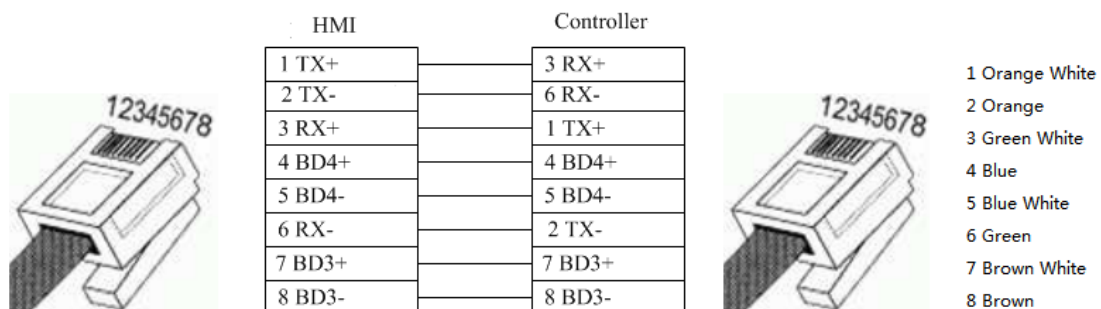 HMI
Controller
12345678
1 TX+
3 RX+
2 TX-
6 RX-
3 RX+
1 TX+
4 BD4+
4 BD4+
5 BD4-
5 BD4-
6 RX-
2 TX-
7 BD3+
7 BD3+
8 BD3-
8 BD3-
12345678
1 Orange White
2 Orange
3 Green White
4 Blue
5 Blue White
6 Green
7 Brown White
8 Brown